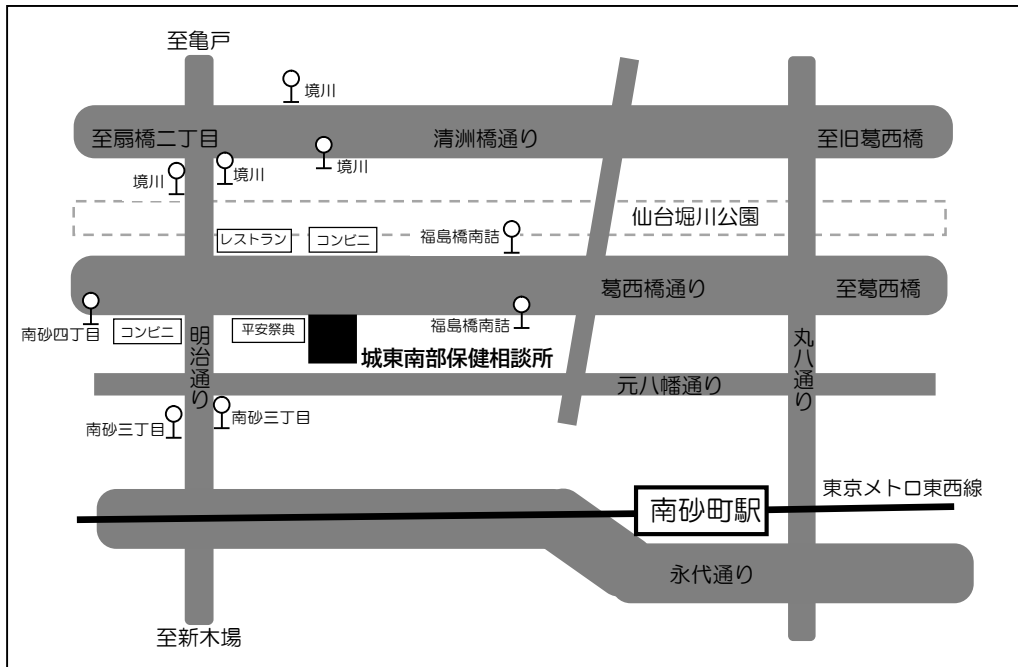 至亀戸
境川
至扇橋二丁目
清洲橋通り
至旧葛西橋
境川
境川
境川
仙台堀川公園
レストラン
コンビニ
福島橋南詰
葛西橋通り
至葛西橋
南砂四丁目
コンビニ
明治通り
平安祭典
福島橋南詰
城東南部保健相談所
丸八通り
元八幡通り
南砂三丁目
南砂三丁目
東京メトロ東西線
南砂町駅
永代通り
至新木場